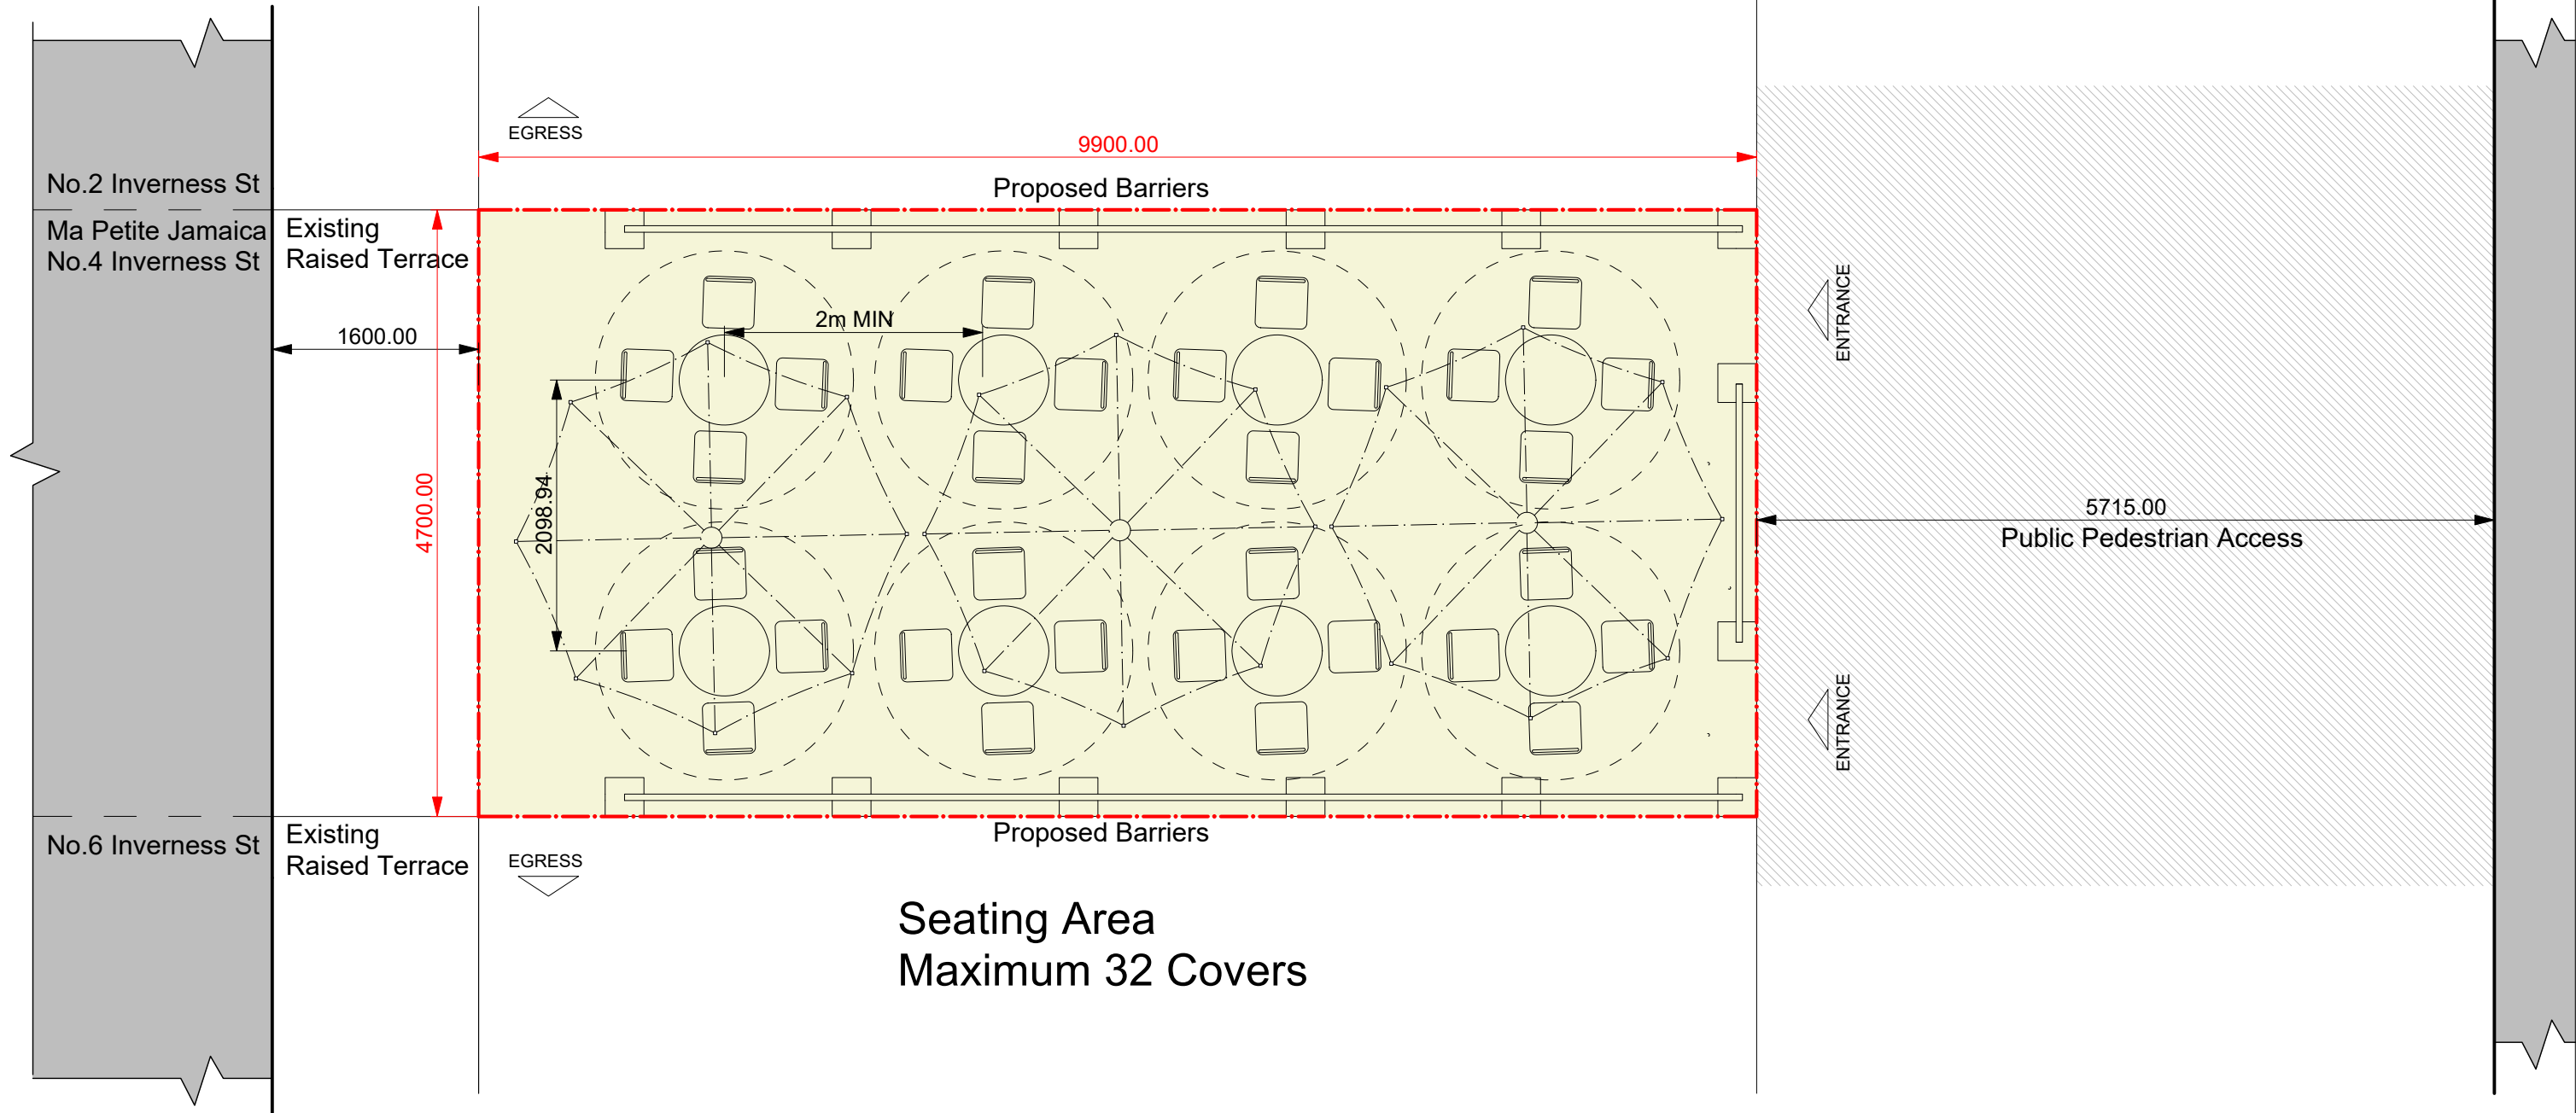 EGRESS
9900.00
Proposed Barriers
No.2 Inverness St
Ma Petite Jamaica
No.4 Inverness St
Existing
Raised Terrace
1600.00
2m MIN
ENTRANCE
4700.00
2098.94
5715.00
Public Pedestrian Access
ENTRANCE
No.6 Inverness St
Existing
Raised Terrace
Proposed Barriers
EGRESS
Seating Area
Maximum 32 Covers